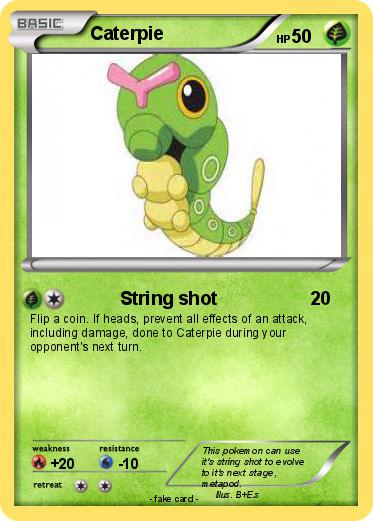 BASIC
Caterpie
HP50
String shot 20
Flip a coin. If heads, prevent all effects of an attack,
including damage, done to Caterpie during your
opponent's next turn.
weakness resistance
+20 -10
retreat
This pokemon can use
it's string shot to evolve
to it's next stage,
metapod.
Illus. B+E.s
- fake card -